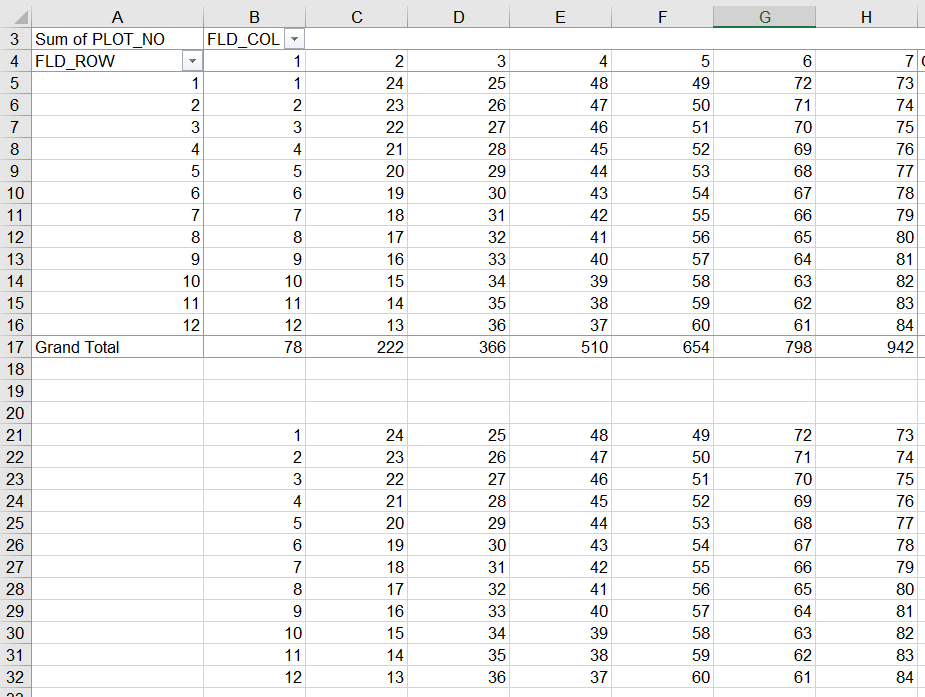 A B C D E F G H
3 Sum of PLOT_NO FLD_COL
4 FLD_ROW 1 2 3 4 5 6 7
5 1 1 24 25 48 49 72 73
6 2 2 23 26 47 50 71 74
7 3 3 22 27 46 51 70 75
8 4 4 21 28 45 52 69 76
9 5 5 20 29 44 53 68 77
10 6 6 19 30 43 54 67 78
11 7 7 18 31 42 55 66 79
12 8 8 17 32 41 56 65 80
13 9 9 16 33 40 57 64 81
14 10 10 15 34 39 58 63 82
15 11 11 14 35 38 59 62 83
16 12 12 13 36 37 60 61 84
17 Grand Total 78 222 366 510 654 798 942
18
19
20
21 1 24 25 48 49 72 73
22 2 23 26 47 50 71 74
23 3 22 27 46 51 70 75
24 4 21 28 45 52 69 76
25 5 20 29 44 53 68 77
26 6 19 30 43 54 67 78
27 7 18 31 42 55 66 79
28 8 17 32 41 56 65 80
29 9 16 33 40 57 64 81
30 10 15 34 39 58 63 82
31 11 14 35 38 59 62 83
32 12 13 36 37 60 61 84